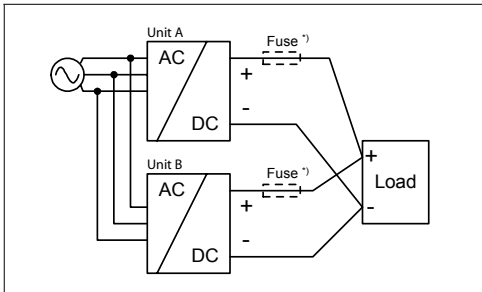 Unit A
AC
DC
Fuse *)
+
-
Unit B
AC
DC
Fuse *)
+
-
+
Load
-